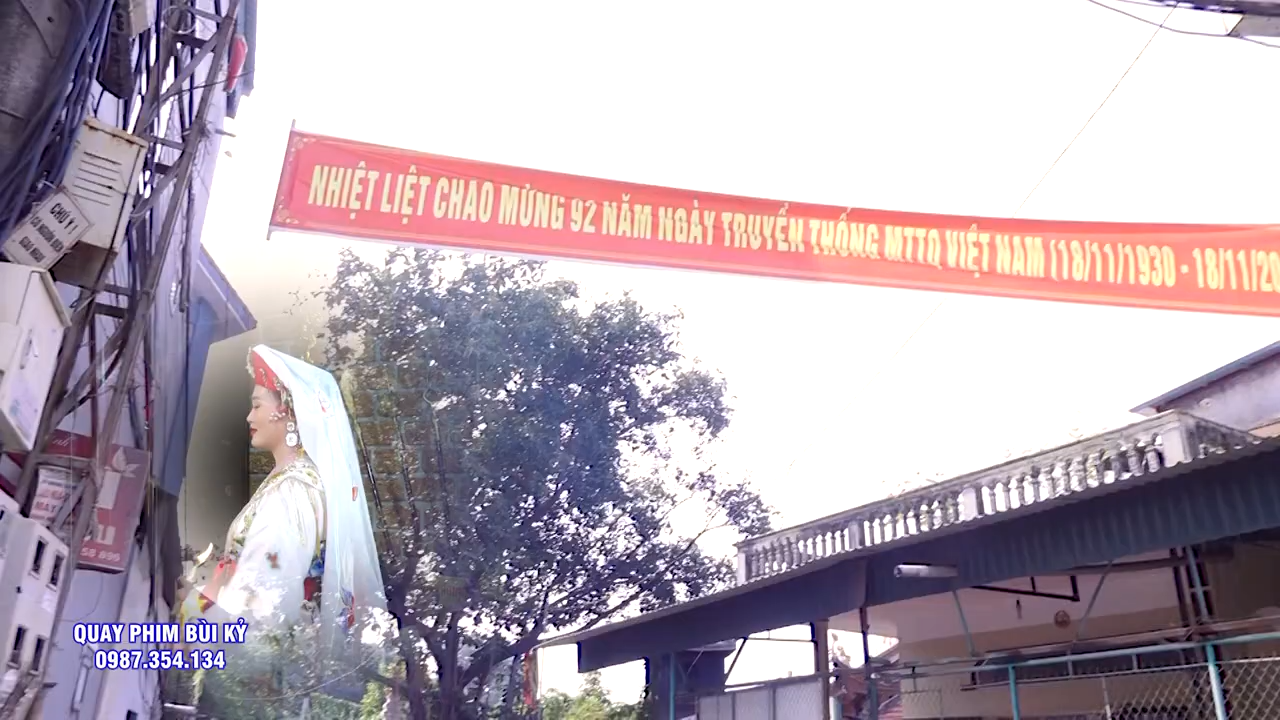 NHIỆT LIỆT CHAO MỪNG 92 NĂM NGÀY TRUYỀN THỐNG MTTQ VIỆT NAM (18/11/1930 - 18/11/20
CHÚ Ý!
QUAY PHIM BÙI KỶ
0987.354.134